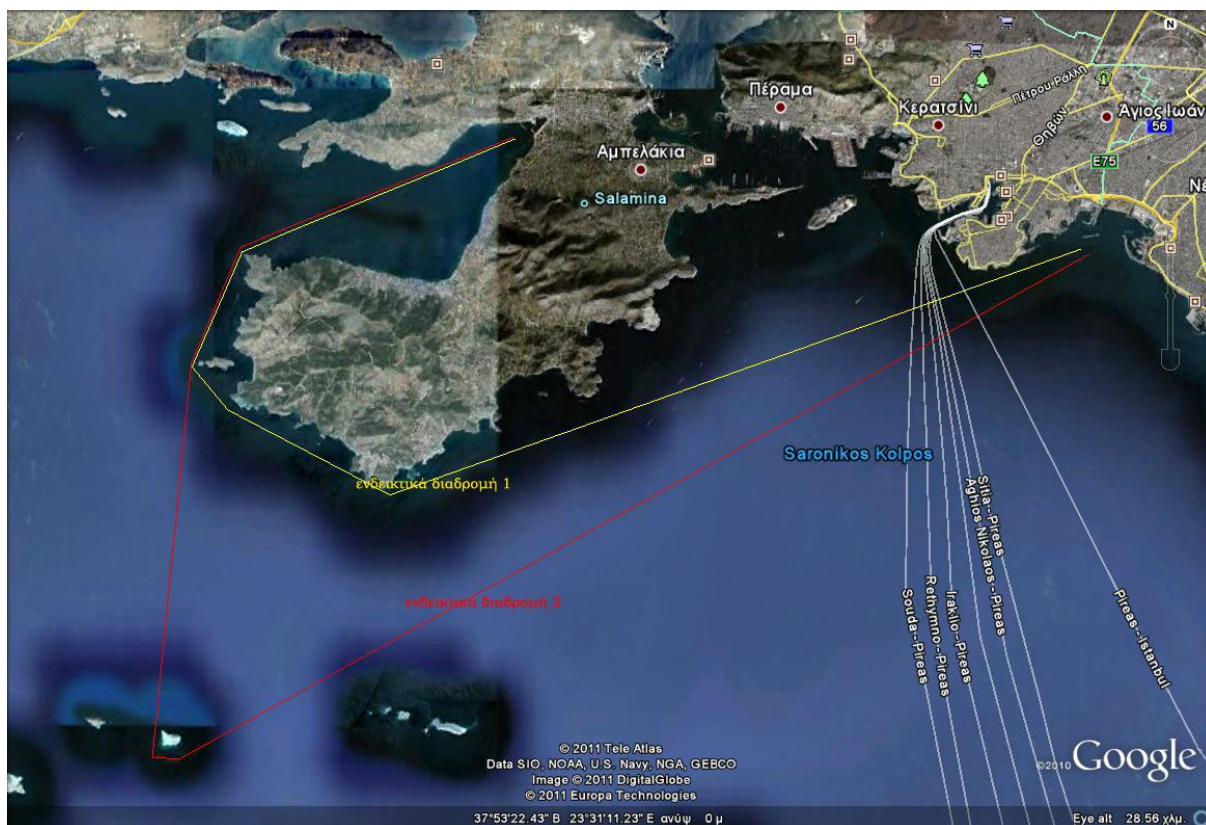 N
Πέτρου Ράλλη
Πέραμα
Κερατσίνι
Θηβών
Άγιος Ιωάν
56
Αμπελάκια
E75
Salamina
Νέ
Saronikos Kolpos
ενδεικτικά διαδρομή 1
ενδεικτικά διαδρομή 2
Souda--Pireas
Rethymno--Pireas
Irakilo--Pireas
Aghios Nikolaos--Pireas
Sitia--Pireas
Pireas--Istanbul
© 2011 Tele Atlas
Data SIO, NOAA, U.S. Navy, NGA, GEBCO
Image © 2011 DigitalGlobe
© 2011 Europa Technologies
©2010 Google
37°53'22.43" B 23°31'11.23" E ανύψ 0 μ
Eye alt 28.56 χλμ.